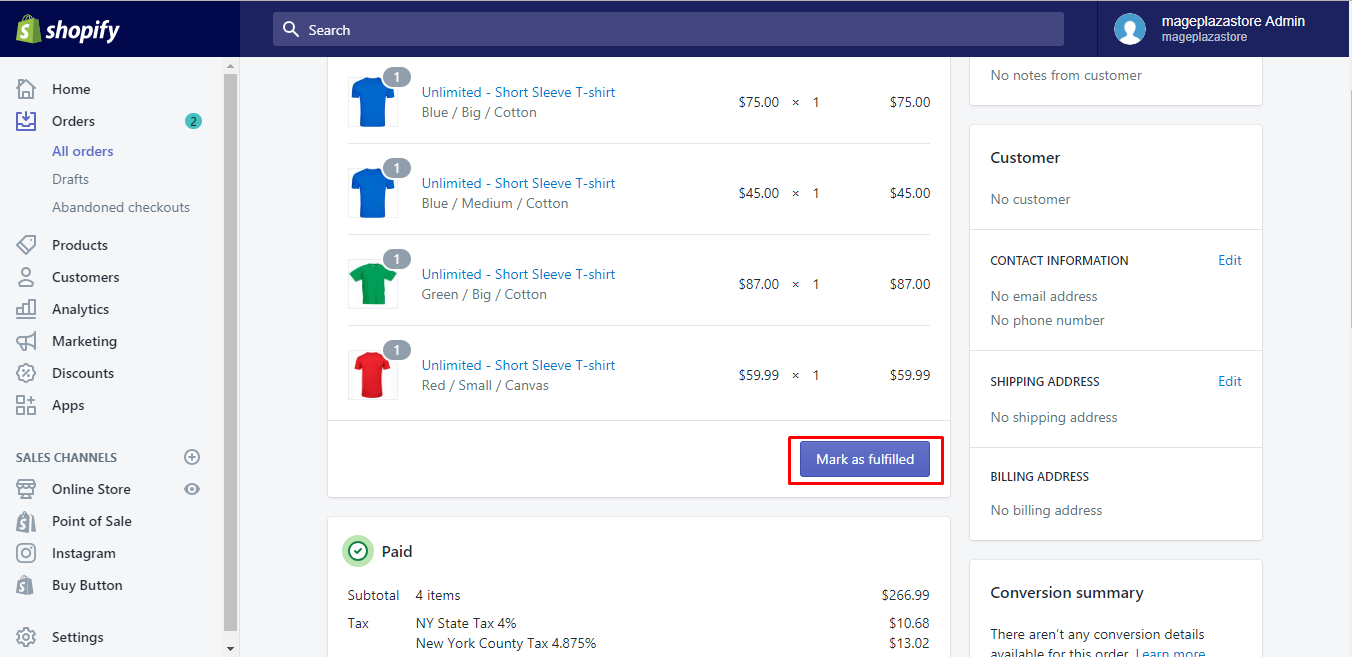 shopify
Search
mageplazastore Admin
mageplazastore
Home
Orders 2
All orders
Drafts
Abandoned checkouts
Products
Customers
Analytics
Marketing
Discounts
Apps
SALES CHANNELS
Online Store
Point of Sale
Instagram
Buy Button
Settings
1
Unlimited - Short Sleeve T-shirt
Blue / Big / Cotton
$75.00 × 1 $75.00
1
Unlimited - Short Sleeve T-shirt
Blue / Medium / Cotton
$45.00 × 1 $45.00
1
Unlimited - Short Sleeve T-shirt
Green / Big / Cotton
$87.00 × 1 $87.00
1
Unlimited - Short Sleeve T-shirt
Red / Small / Canvas
$59.99 × 1 $59.99
Mark as fulfilled
Paid
Subtotal 4 items $266.99
Tax NY State Tax 4% $10.68
New York County Tax 4.875% $13.02
No notes from customer
Customer
No customer
CONTACT INFORMATION Edit
No email address
No phone number
SHIPPING ADDRESS Edit
No shipping address
BILLING ADDRESS
No billing address
Conversion summary
There aren’t any conversion details
available for this order. Learn more